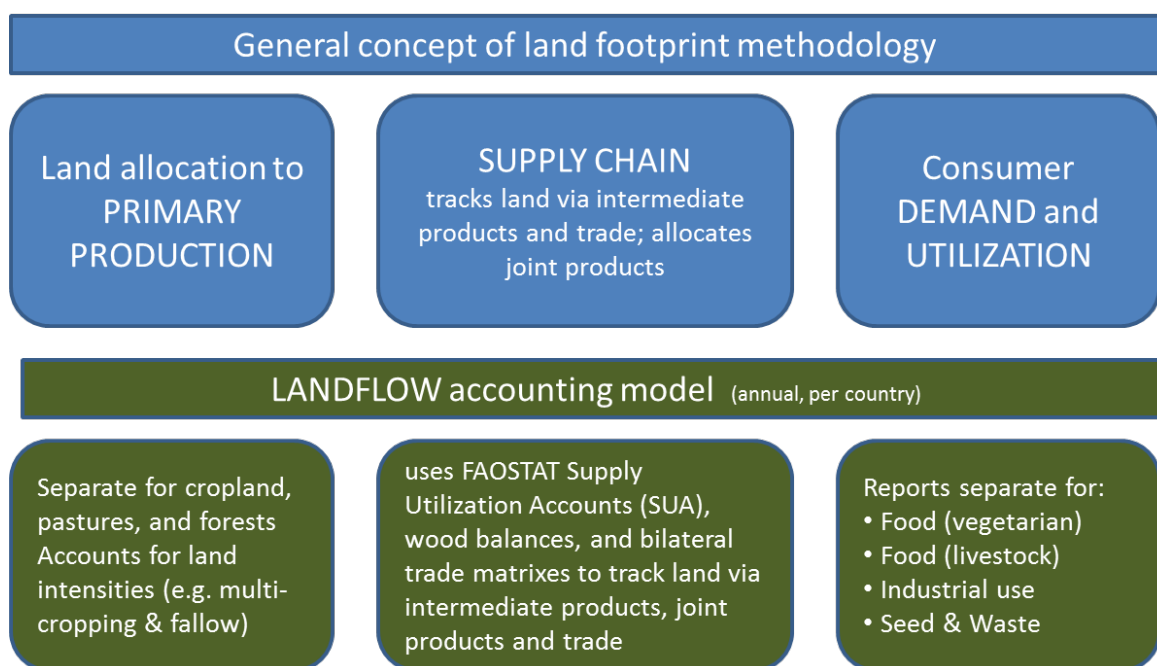 General concept of land footprint methodology
Land allocation to
PRIMARY
PRODUCTION
SUPPLY CHAIN
tracks land via intermediate
products and trade; allocates
joint products
Consumer
DEMAND and
UTILIZATION
LANDFLOW accounting model (annual, per country)
Separate for cropland,
pastures, and forests
Accounts for land
intensities (e.g. multi-
cropping & fallow)
uses FAOSTAT Supply
Utilization Accounts (SUA),
wood balances, and bilateral
trade matrixes to track land via
intermediate products, joint
products and trade
Reports separate for:
• Food (vegetarian)
• Food (livestock)
• Industrial use
• Seed & Waste